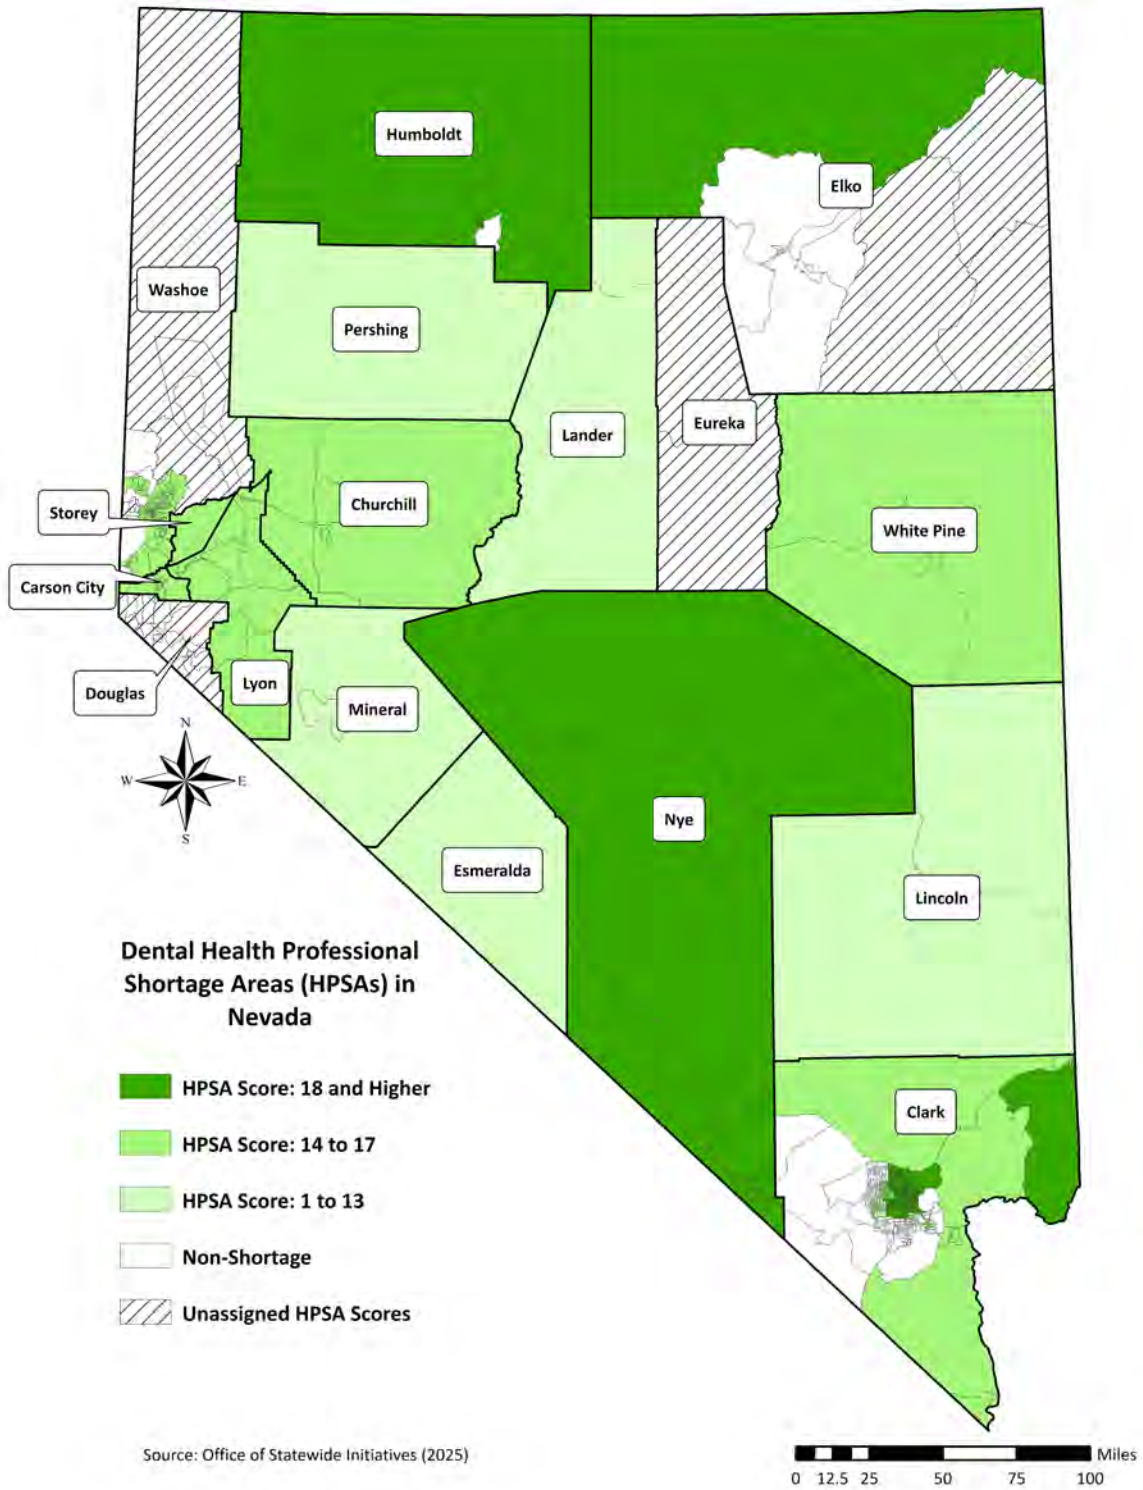 Humboldt
Elko
Washoe
Pershing
Lander
Eureka
Storey
Churchill
White Pine
Carson City
Douglas
Lyon
Mineral
N
W
E
S
Nye
Esmeralda
Lincoln
Dental Health Professional
Shortage Areas (HPSAs) in
Nevada
HPSA Score: 18 and Higher
Clark
HPSA Score: 14 to 17
HPSA Score: 1 to 13
Non-Shortage
Unassigned HPSA Scores
Source: Office of Statewide Initiatives (2025)
Miles
0 12.5 25 50 75 100